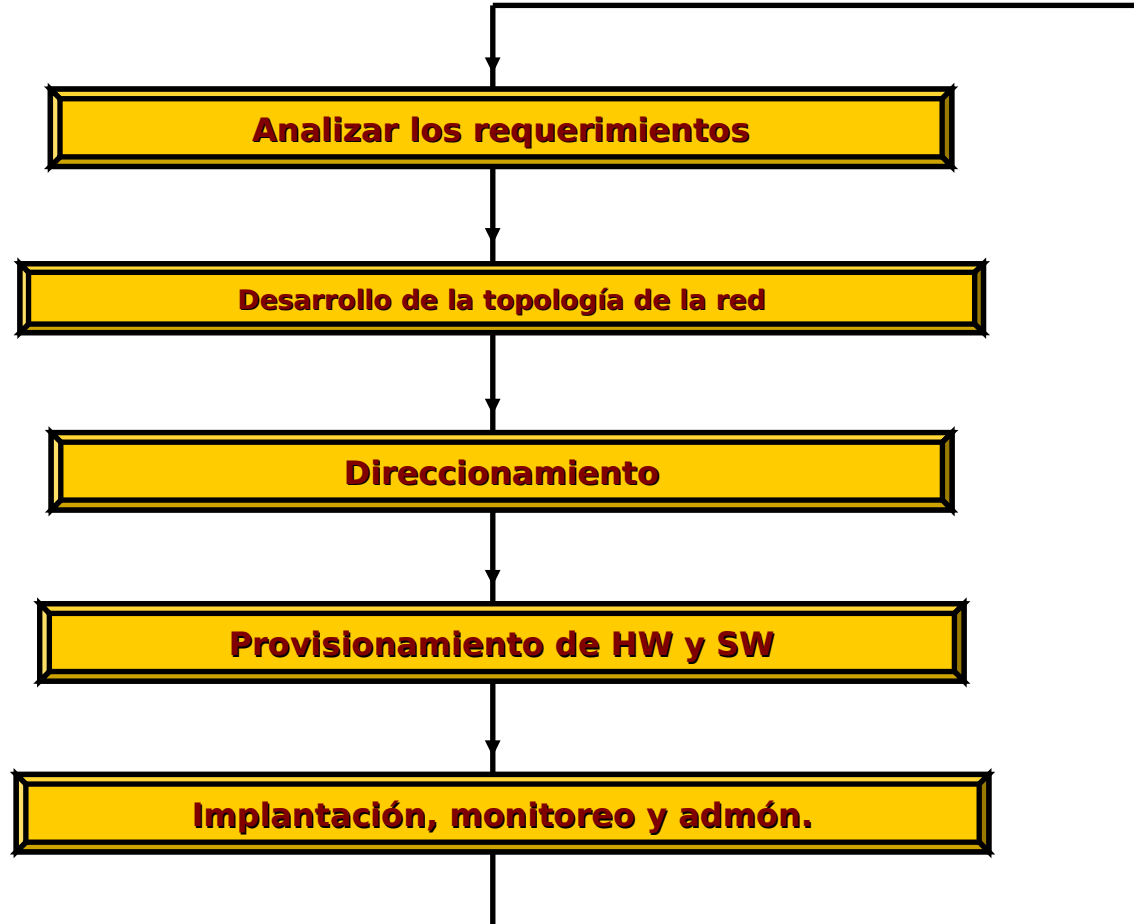 Analizar los requerimientos
Desarrollo de la topología de la red
Direccionamiento
Provisionamiento de HW y SW
Implantación, monitoreo y admón.